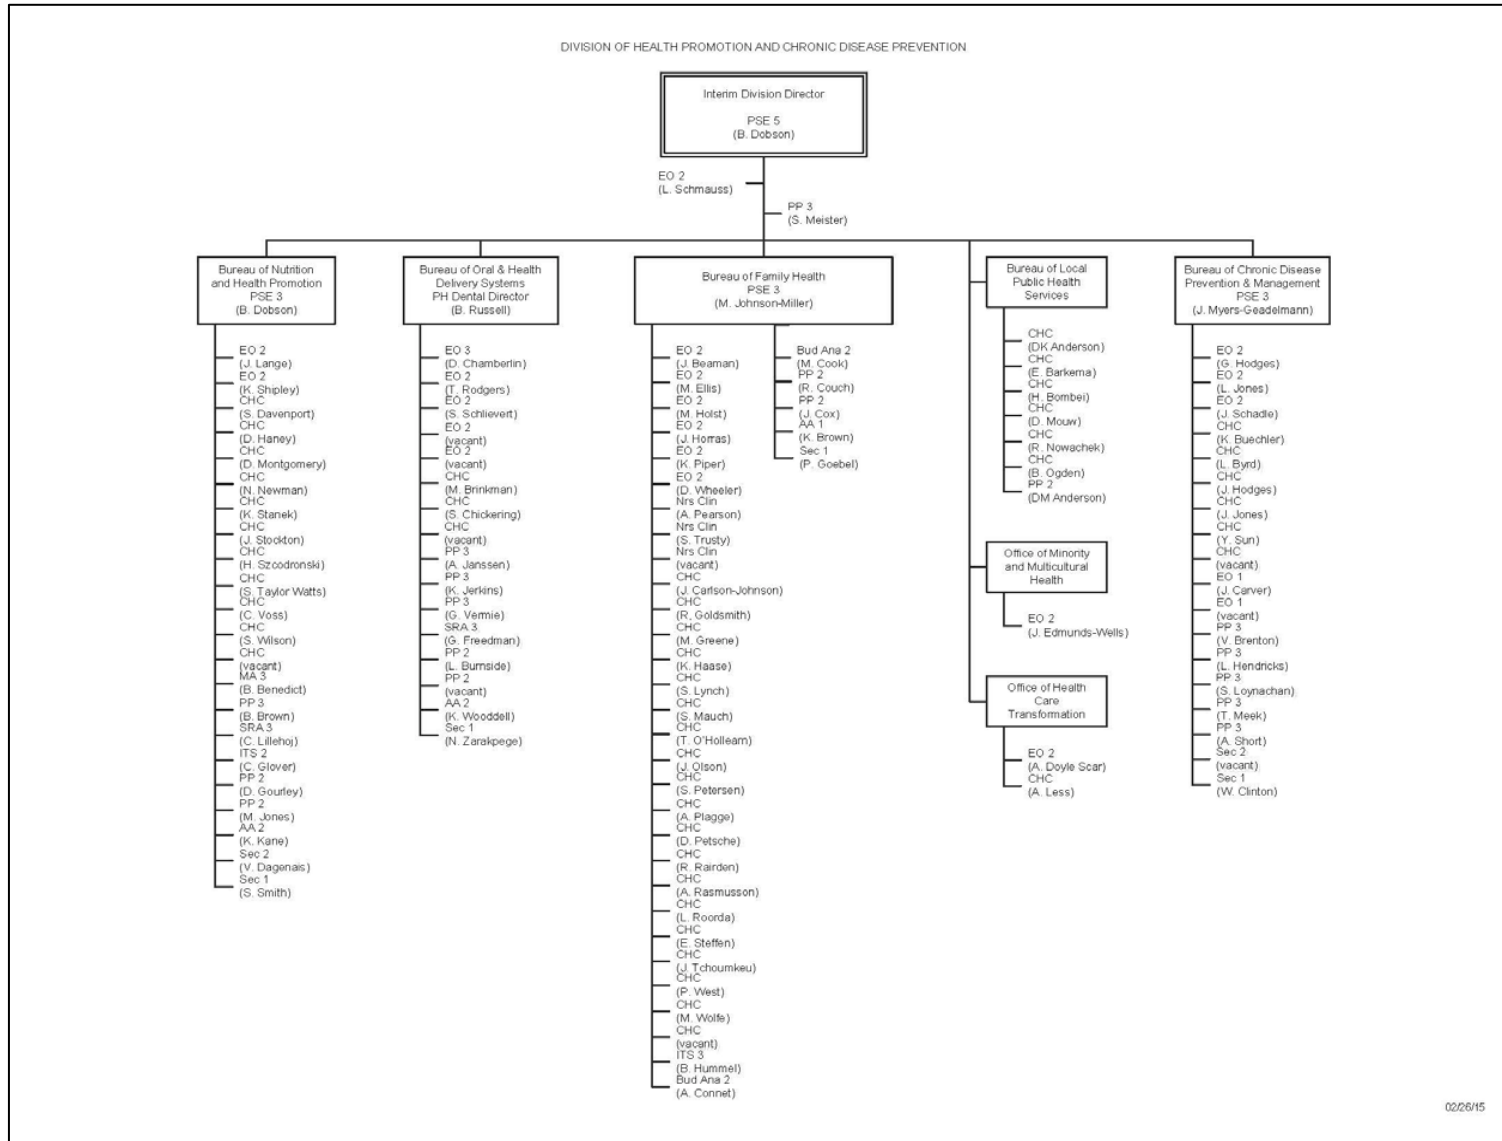 DIVISION OF HEALTH PROMOTION AND CHRONIC DISEASE PREVENTION
Interim Division Director
PSE 5
(B. Dobson)
EO 2
(L. Schmauss)
PP 3
(S. Meister)
Bureau of Nutrition
and Health Promotion
PSE 3
(B. Dobson)
EO 2
(J. Lange)
EO 2
(K. Shipley)
CHC
(S. Davenport)
CHC
(D. Haney)
CHC
(D. Montgomery)
CHC
(N. Newman)
CHC
(K. Stanek)
CHC
(J. Stockton)
CHC
(H. Szcodronski)
CHC
(S. Taylor Watts)
CHC
(C. Voss)
CHC
(S. Wilson)
CHC
(vacant)
MA 3
(B. Benedict)
PP 3
(B. Brown)
SRA 3
(C. Lillehoj)
ITS 2
(C. Glover)
PP 2
(D. Gourley)
PP 2
(M. Jones)
AA 2
(K. Kane)
Sec 2
(V. Dagenais)
Sec 1
(S. Smith)
Bureau of Oral & Health
Delivery Systems
PH Dental Director
(B. Russell)
EO 3
(D. Chamberlin)
EO 2
(T. Rodgers)
EO 2
(S. Schlievert)
EO 2
(vacant)
EO 2
(vacant)
CHC
(M. Brinkman)
CHC
(S. Chickering)
CHC
(vacant)
PP 3
(A. Janssen)
PP 3
(K. Jerkins)
PP 3
(G. Vermie)
SRA 3
(G. Freedman)
PP 2
(L. Burnside)
PP 2
(vacant)
AA 2
(K. Wooddell)
Sec 1
(N. Zarakpege)
Bureau of Family Health
PSE 3
(M. Johnson-Miller)
EO 2
(J. Beaman)
EO 2
(M. Ellis)
EO 2
(M. Holst)
EO 2
(J. Horras)
EO 2
(K. Piper)
EO 2
(D. Wheeler)
Nrs Clin
(A. Pearson)
Nrs Clin
(S. Trusty)
Nrs Clin
(vacant)
CHC
(J. Carlson-Johnson)
CHC
(R, Goldsmith)
CHC
(M. Greene)
CHC
(K. Haase)
CHC
(S. Lynch)
CHC
(S. Mauch)
CHC
(T. O'Hollearn)
CHC
(J. Olson)
CHC
(S. Petersen)
CHC
(A. Plagge)
CHC
(D. Petsche)
CHC
(R. Rairden)
CHC
(A. Rasmusson)
CHC
(L. Roorda)
CHC
(E. Steffen)
CHC
(J. Tchoumkeu)
CHC
(P. West)
CHC
(M. Wolfe)
CHC
(vacant)
ITS 3
(B. Hummel)
Bud Ana 2
(A. Connet)
Bud Ana 2
(M. Cook)
PP 2
(R. Couch)
PP 2
(J. Cox)
AA 1
(K. Brown)
Sec 1
(P. Goebel)
Bureau of Local
Public Health
Services
CHC
(DK Anderson)
CHC
(E. Barkema)
CHC
(H. Bombei)
CHC
(D. Mouw)
CHC
(R. Nowachek)
CHC
(B. Ogden)
PP 2
(DM Anderson)
Office of Minority
and Multicultural
Health
EO 2
(J. Edmunds-Wells)
Office of Health
Care
Transformation
EO 2
(A. Doyle Scar)
CHC
(A. Less)
Bureau of Chronic Disease
Prevention & Management
PSE 3
(J. Myers-Geadelmann)
EO 2
(G. Hodges)
EO 2
(L. Jones)
EO 2
(J. Schadle)
CHC
(K. Buechler)
CHC
(L. Byrd)
CHC
(J. Hodges)
CHC
(J. Jones)
CHC
(Y. Sun)
CHC
(vacant)
EO 1
(J. Carver)
EO 1
(vacant)
PP 3
(V. Brenton)
PP 3
(L. Hendricks)
PP 3
(S. Loynachan)
PP 3
(T. Meek)
PP 3
(A. Short)
Sec 2
(vacant)
Sec 1
(W. Clinton)
02/26/15